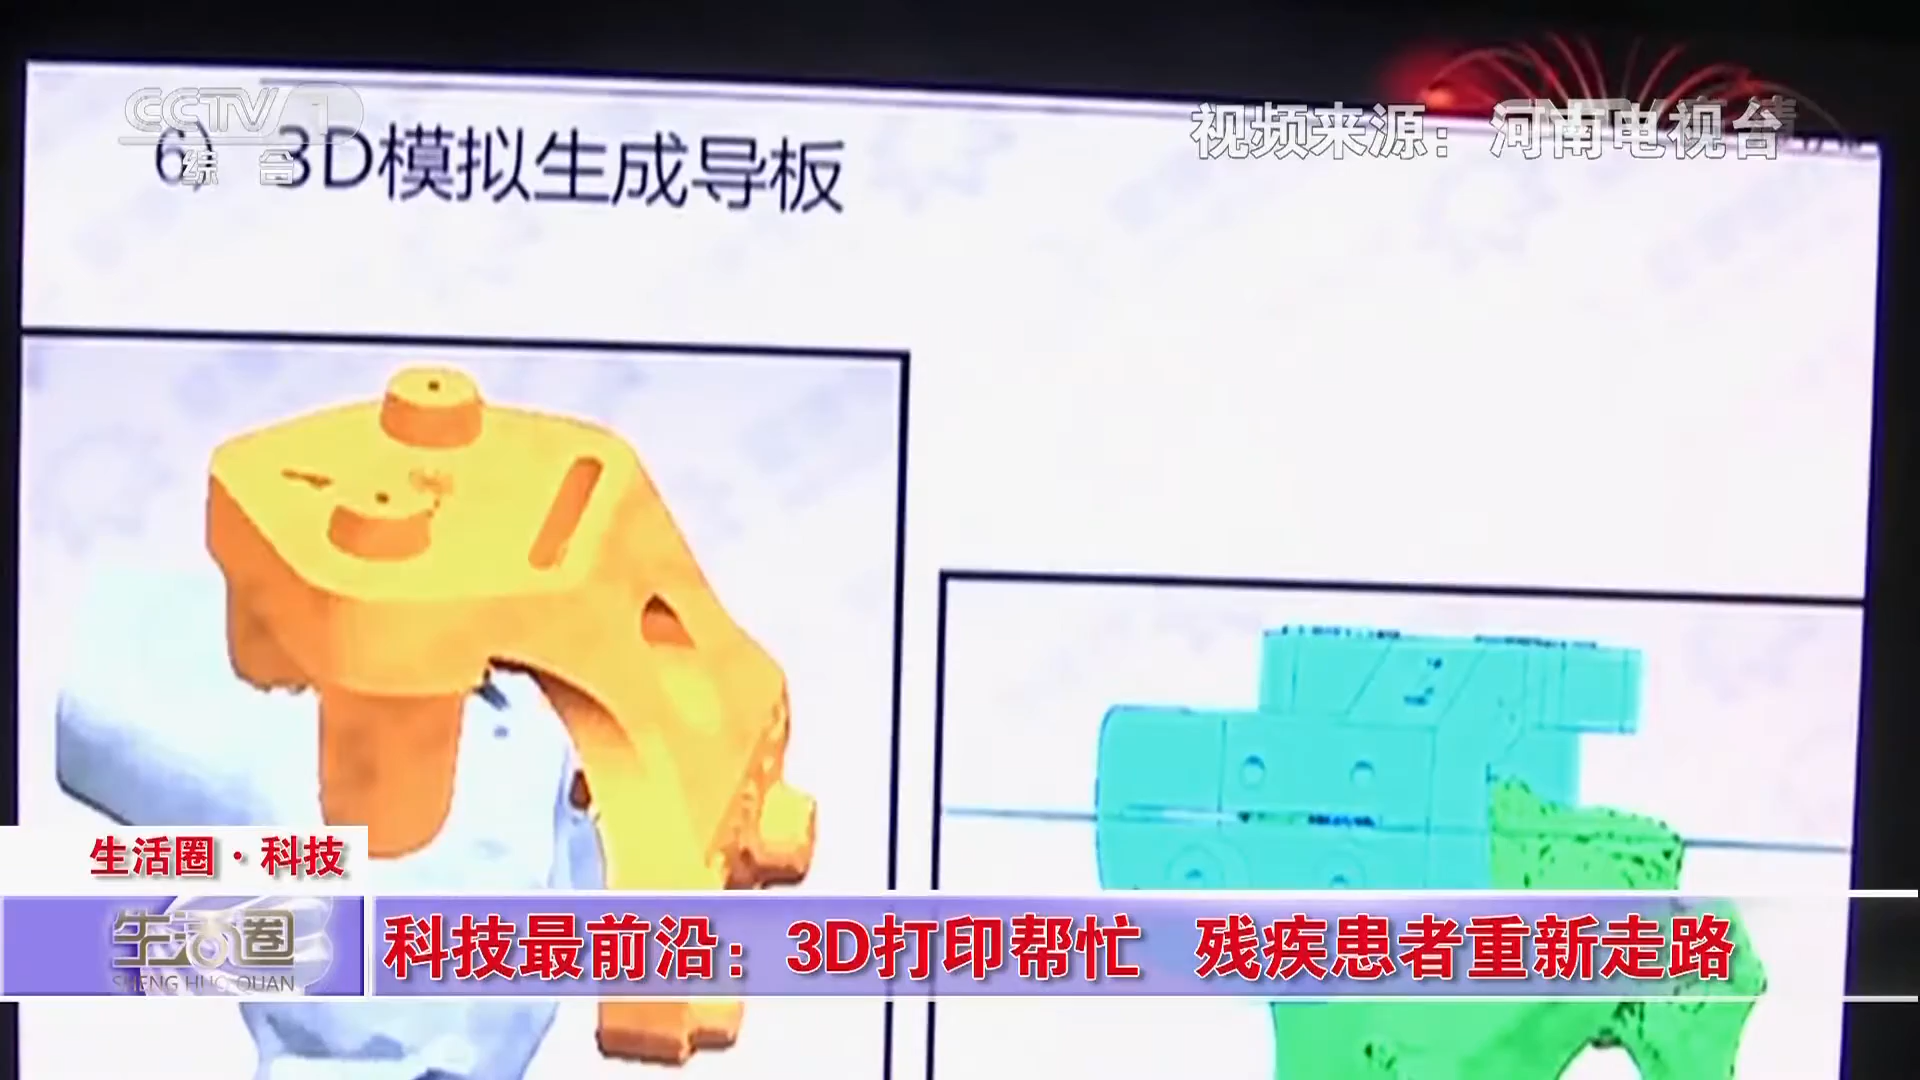 CCTV 1
综合
视频来源：河南电视台
6) 3D模拟生成导板
生活圈·科技
生活圈
SHENG HUO QUAN
科技最前沿：3D打印帮忙 残疾患者重新走路